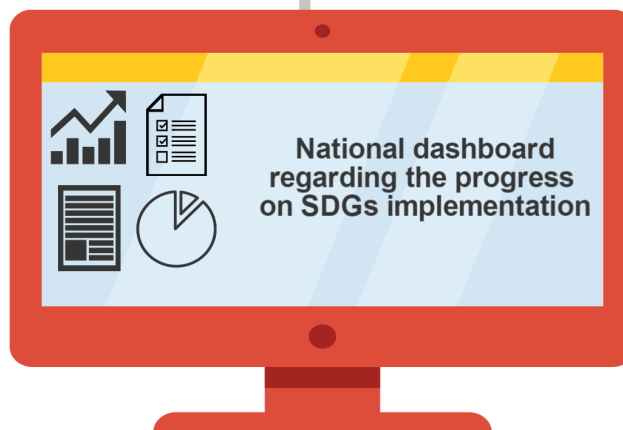 National dashboard
regarding the progress
on SDGs implementation